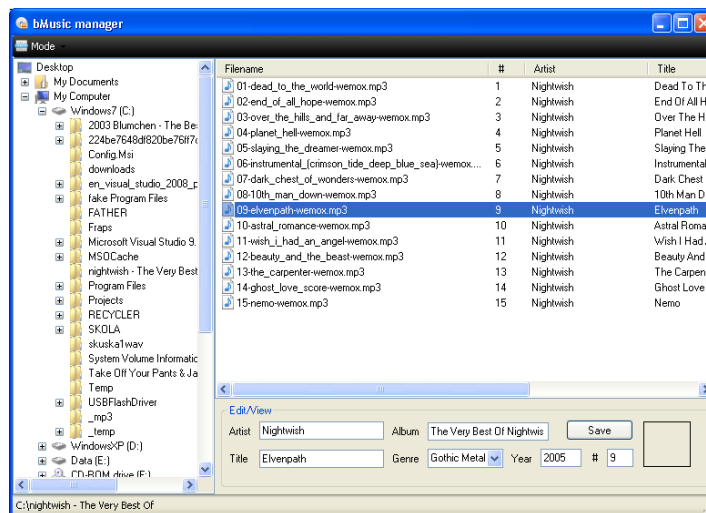 bMusic manager
Mode
Desktop
My Documents
My Computer
Windows7 (C:)
2003 Blumchen - The Be
224be7648df820be76ff7c
Config.Msi
downloads
en_visual_studio_2008_p
fake Program Files
FATHER
Fraps
Microsoft Visual Studio 9.
MSOCache
nightwish - The Very Best
Program Files
Projects
RECYCLER
SKOLA
skuska1wav
System Volume Informatic
Take Off Your Pants & Ja
Temp
USBFlashDriver
_mp3
_temp
WindowsXP (D:)
Data (E:)
CD-ROM drive (F:)
Filename # Artist Title
01-dead_to_the_world-wemox.mp3 1 Nightwish Dead To Th
02-end_of_all_hope-wemox.mp3 2 Nightwish End Of All H
03-over_the_hills_and_far_away-wemox.mp3 3 Nightwish Over The H
04-planet_hell-wemox.mp3 4 Nightwish Planet Hell
05-slaying_the_dreamer-wemox.mp3 5 Nightwish Slaying The
06-instrumental_(crimson_tide_deep_blue_sea)-wemox.... 6 Nightwish Instrumental
07-dark_chest_of_wonders-wemox.mp3 7 Nightwish Dark Chest
08-10th_man_down-wemox.mp3 8 Nightwish 10th Man D
09-elvenpath-wemox.mp3 9 Nightwish Elvenpath
10-astral_romance-wemox.mp3 10 Nightwish Astral Roma
11-wish_i_had_an_angel-wemox.mp3 11 Nightwish Wish I Had
12-beauty_and_the_beast-wemox.mp3 12 Nightwish Beauty And
13-the_carpenter-wemox.mp3 13 Nightwish The Carpen
14-ghost_love_score-wemox.mp3 14 Nightwish Ghost Love
15-nemo-wemox.mp3 15 Nightwish Nemo
Edit/View
Artist Nightwish Album The Very Best Of Nightwis Save
Title Elvenpath Genre Gothic Metal Year 2005 # 9
C:\nightwish - The Very Best Of